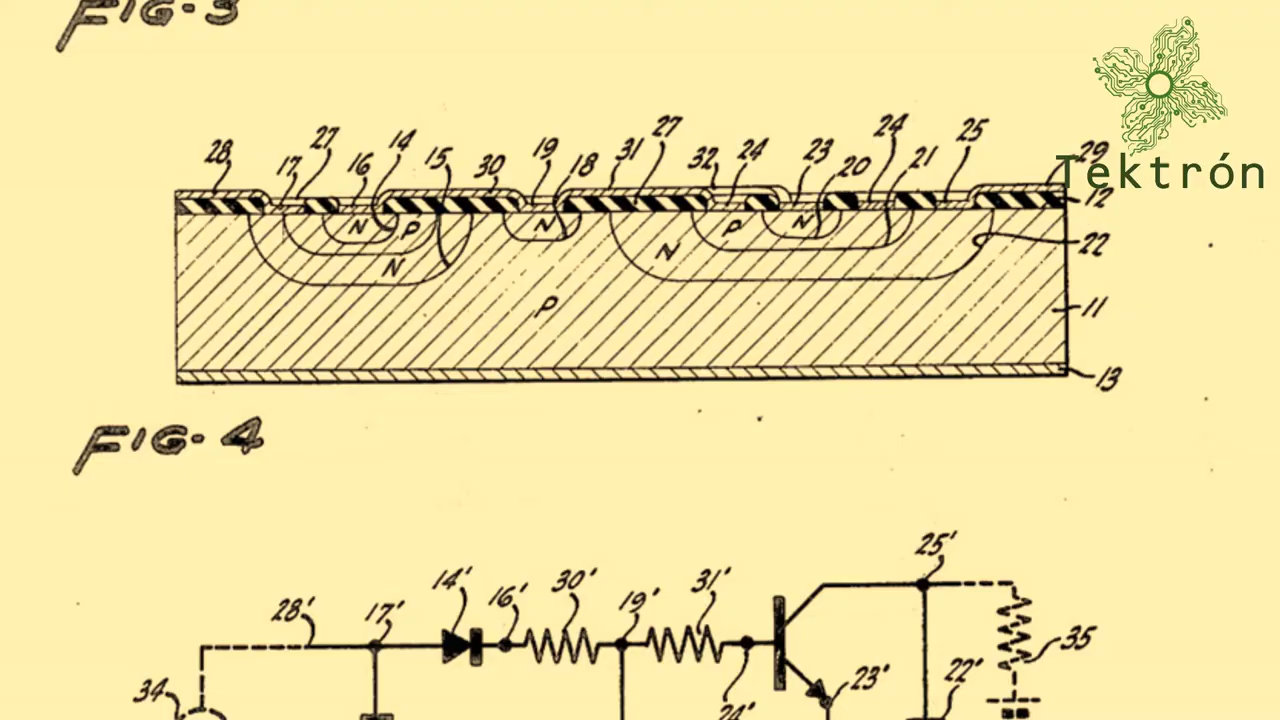 FIG-3
28 17 27 16 14 15 30 19 18 31 27 32 24 23 20 24 21 25 29
Tektrón
12
N P N N P N
N
22
P
11
13
FIG-4
25'
14' 16' 30' 19' 31'
28' 17'
35
34 23' 22'
24'